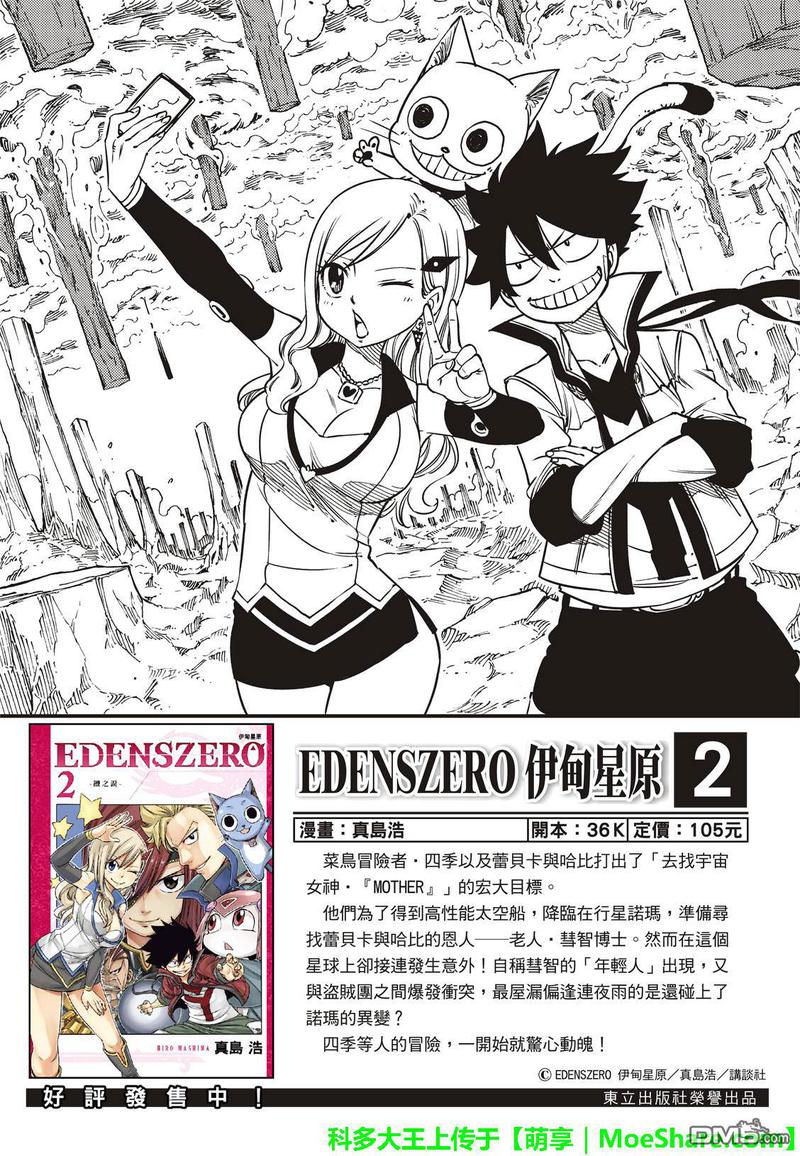 伊甸星原
EDENSZERO
2
EDENSZERO 伊甸星原 2
漫畫：真島浩
開本：36K
定價：105元
菜鳥冒險者‧四季以及蕾貝卡與哈比打出了「去找宇宙
女神‧『MOTHER』」的宏大目標。
他們為了得到高性能太空船，降臨在行星諾瑪，準備尋
找蕾貝卡與哈比的恩人──老人‧彗智博士。然而在這個
星球上卻接連發生意外！自稱彗智的「年輕人」出現，又
與盜賊團之間爆發衝突，最屋漏偏逢連夜雨的是還碰上了
諾瑪的異變？
四季等人的冒險，一開始就驚心動魄！
HIRO MASHIMA 真島 浩
© EDENSZERO 伊甸星原／真島浩／講談社
好評發售中！
東立出版社榮譽出品
科多大王上传于【萌享｜MoeShare.com】
DM5.com